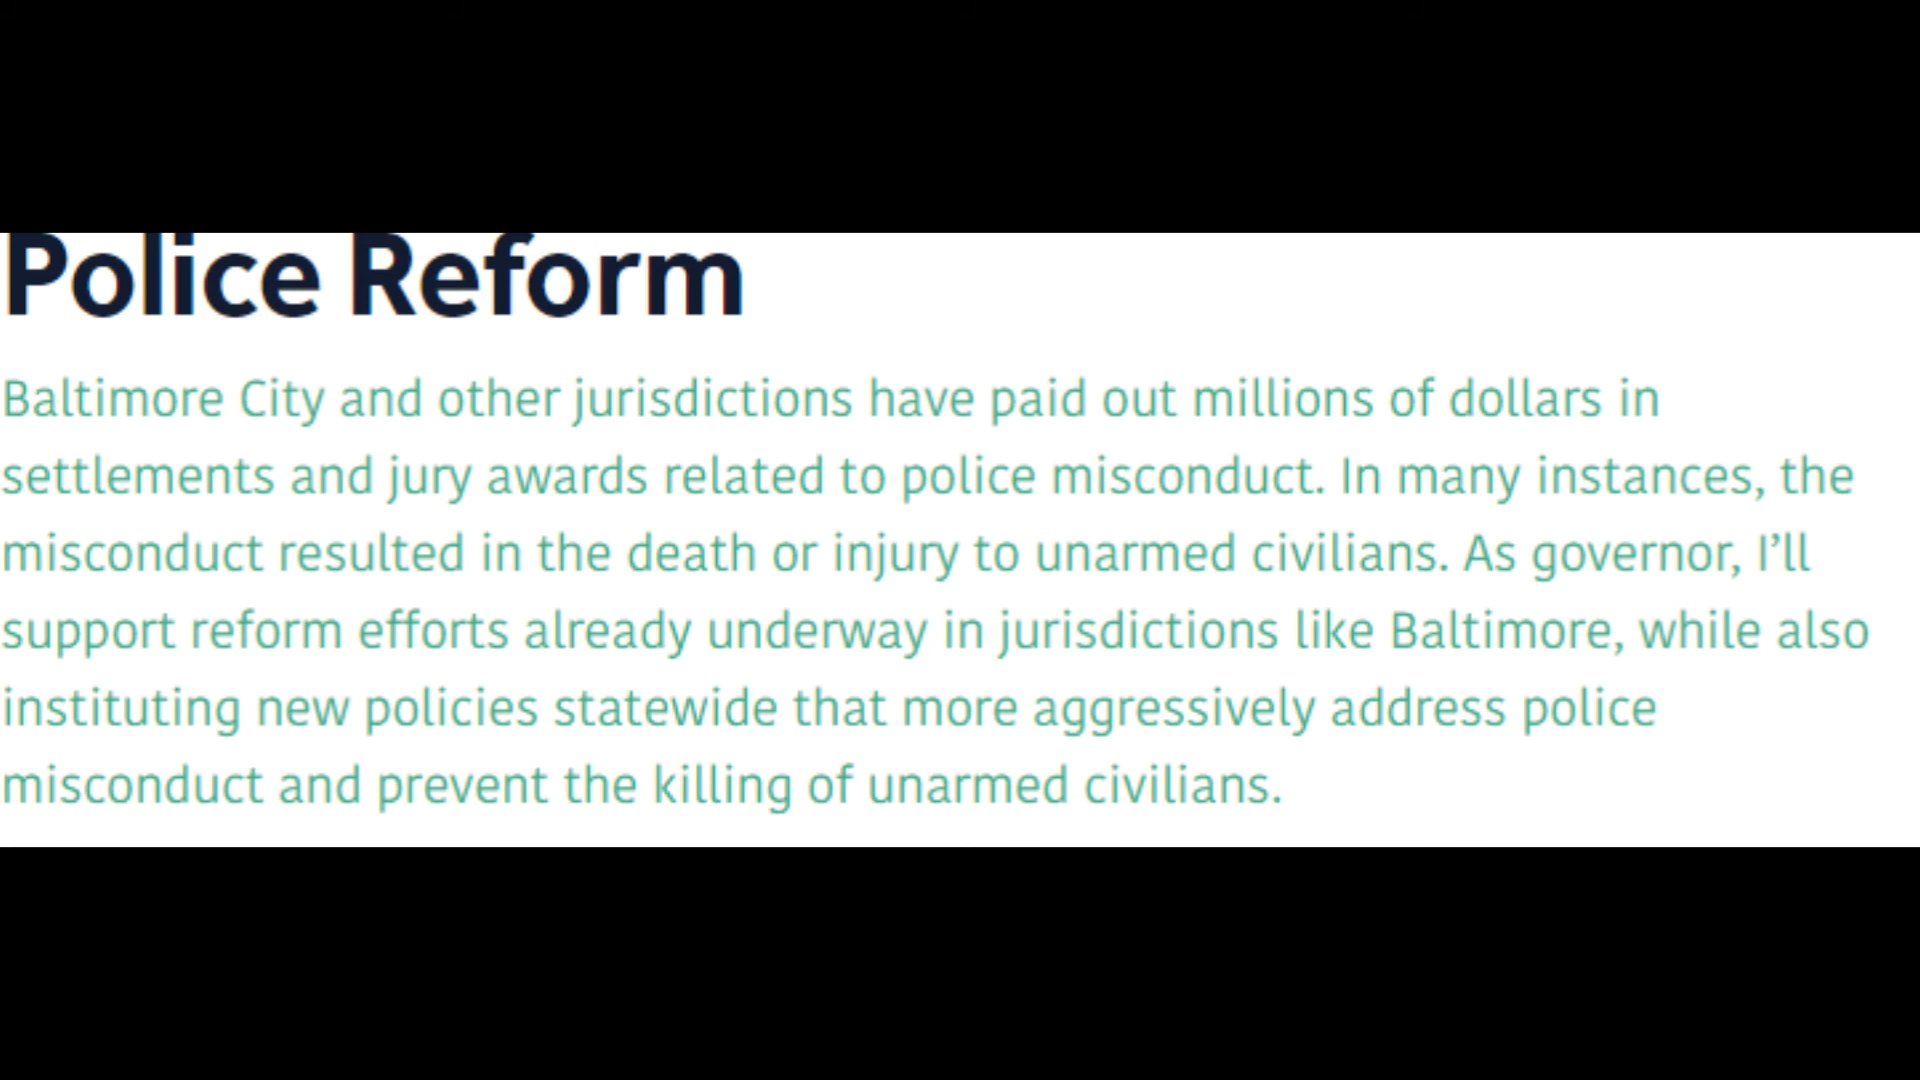 Police Reform
Baltimore City and other jurisdictions have paid out millions of dollars in
settlements and jury awards related to police misconduct. In many instances, the
misconduct resulted in the death or injury to unarmed civilians. As governor, I’ll
support reform efforts already underway in jurisdictions like Baltimore, while also
instituting new policies statewide that more aggressively address police
misconduct and prevent the killing of unarmed civilians.